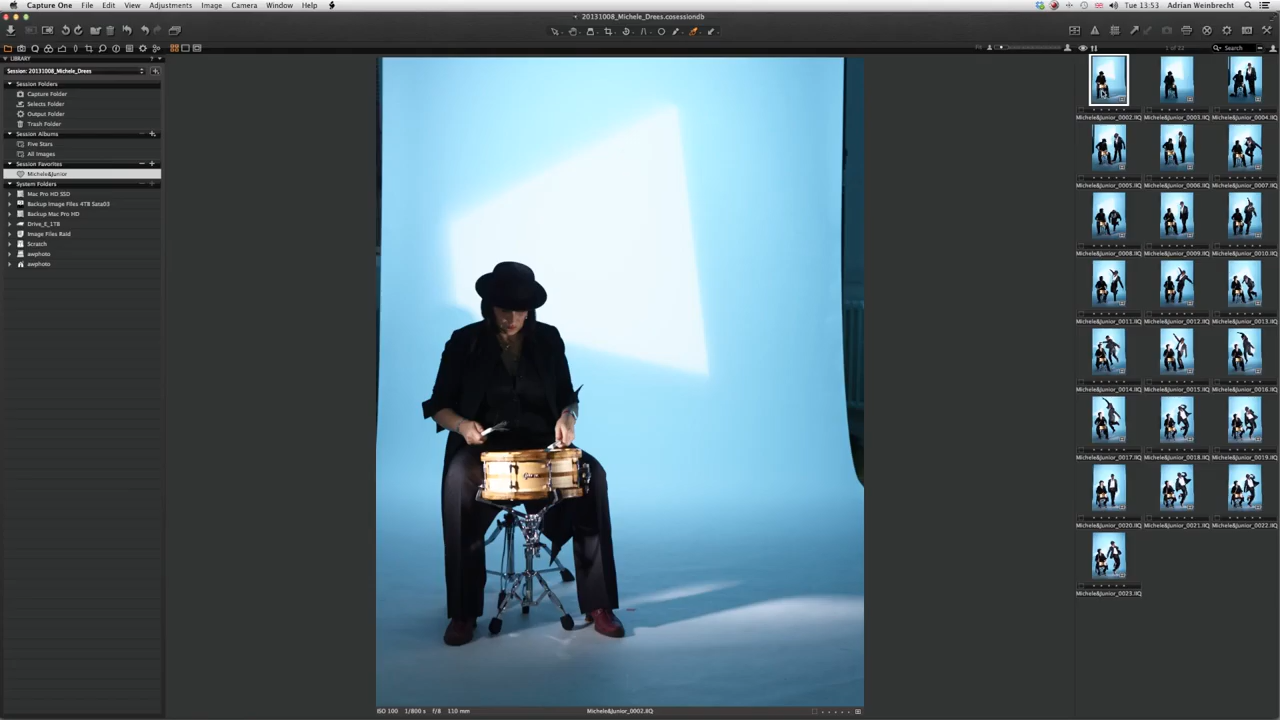 Capture One File Edit View Adjustments Image Camera Window Help
Tue 13:53 Adrian Weinbrecht
20131008_Michele_Drees.cosessiondb
Fit
1 of 22
Search
LIBRARY
Session: 20131008_Michele_Drees
Session Folders
Capture Folder
Selects Folder
Output Folder
Trash Folder
Session Albums
Five Stars
All Images
Session Favorites
Michele&Junior
System Folders
Mac Pro HD SSD
Backup Image Files 4TB Sata03
Backup Mac Pro HD
Drive_E_1TB
Image Files Raid
Scratch
awphoto
awphoto
Michele&Junior_0002.IIQ Michele&Junior_0003.IIQ Michele&Junior_0004.IIQ
Michele&Junior_0005.IIQ Michele&Junior_0006.IIQ Michele&Junior_0007.IIQ
Michele&Junior_0008.IIQ Michele&Junior_0009.IIQ Michele&Junior_0010.IIQ
Michele&Junior_0011.IIQ Michele&Junior_0012.IIQ Michele&Junior_0013.IIQ
Michele&Junior_0014.IIQ Michele&Junior_0015.IIQ Michele&Junior_0016.IIQ
Michele&Junior_0017.IIQ Michele&Junior_0018.IIQ Michele&Junior_0019.IIQ
Michele&Junior_0020.IIQ Michele&Junior_0021.IIQ Michele&Junior_0022.IIQ
Michele&Junior_0023.IIQ
ISO 100 1/800 s f/8 110 mm
Michele&Junior_0002.IIQ